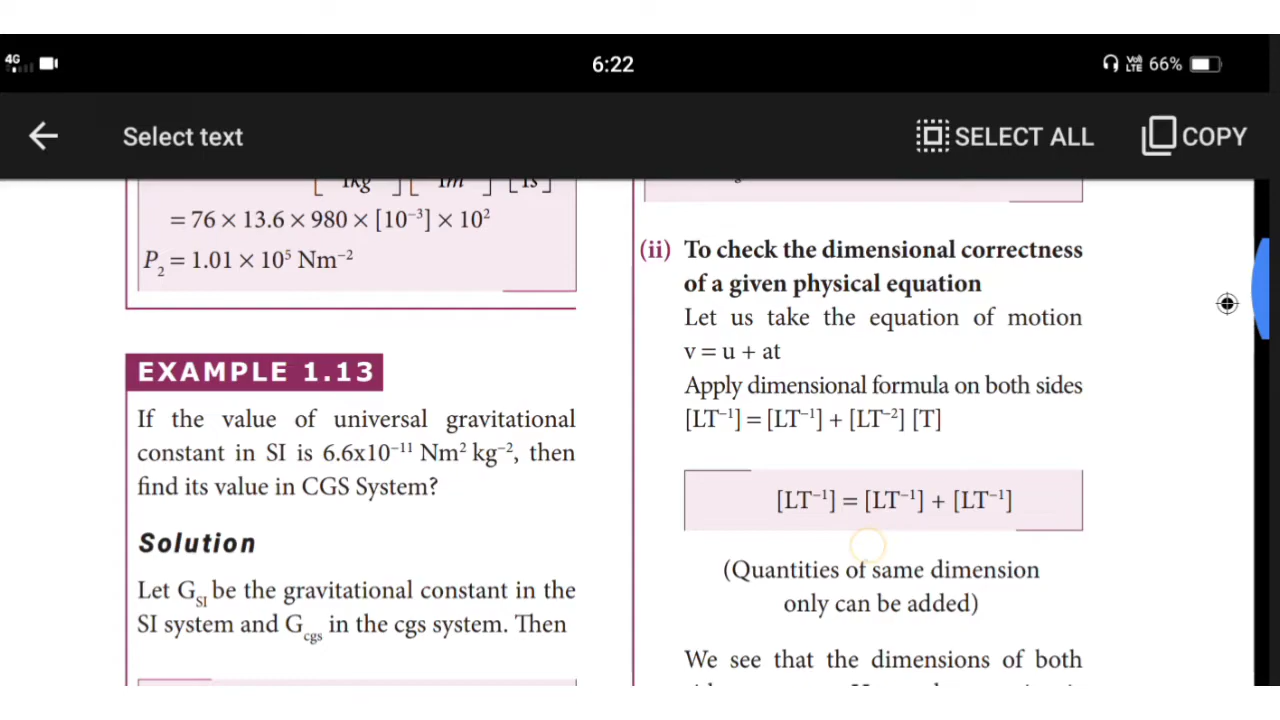 4G
6:22
Vo) LTE 66%
Select text
SELECT ALL
COPY
1kg 1m 1s
= 76 × 13.6 × 980 × [10⁻³] × 10²
P₂ = 1.01 × 10⁵ Nm⁻²
EXAMPLE 1.13
If the value of universal gravitational
constant in SI is 6.6x10⁻¹¹ Nm² kg⁻², then
find its value in CGS System?
Solution
Let G_SI be the gravitational constant in the
SI system and G_cgs in the cgs system. Then
(ii) To check the dimensional correctness
of a given physical equation
Let us take the equation of motion
v = u + at
Apply dimensional formula on both sides
[LT⁻¹] = [LT⁻¹] + [LT⁻²] [T]
[LT⁻¹] = [LT⁻¹] + [LT⁻¹]
(Quantities of same dimension
only can be added)
We see that the dimensions of both